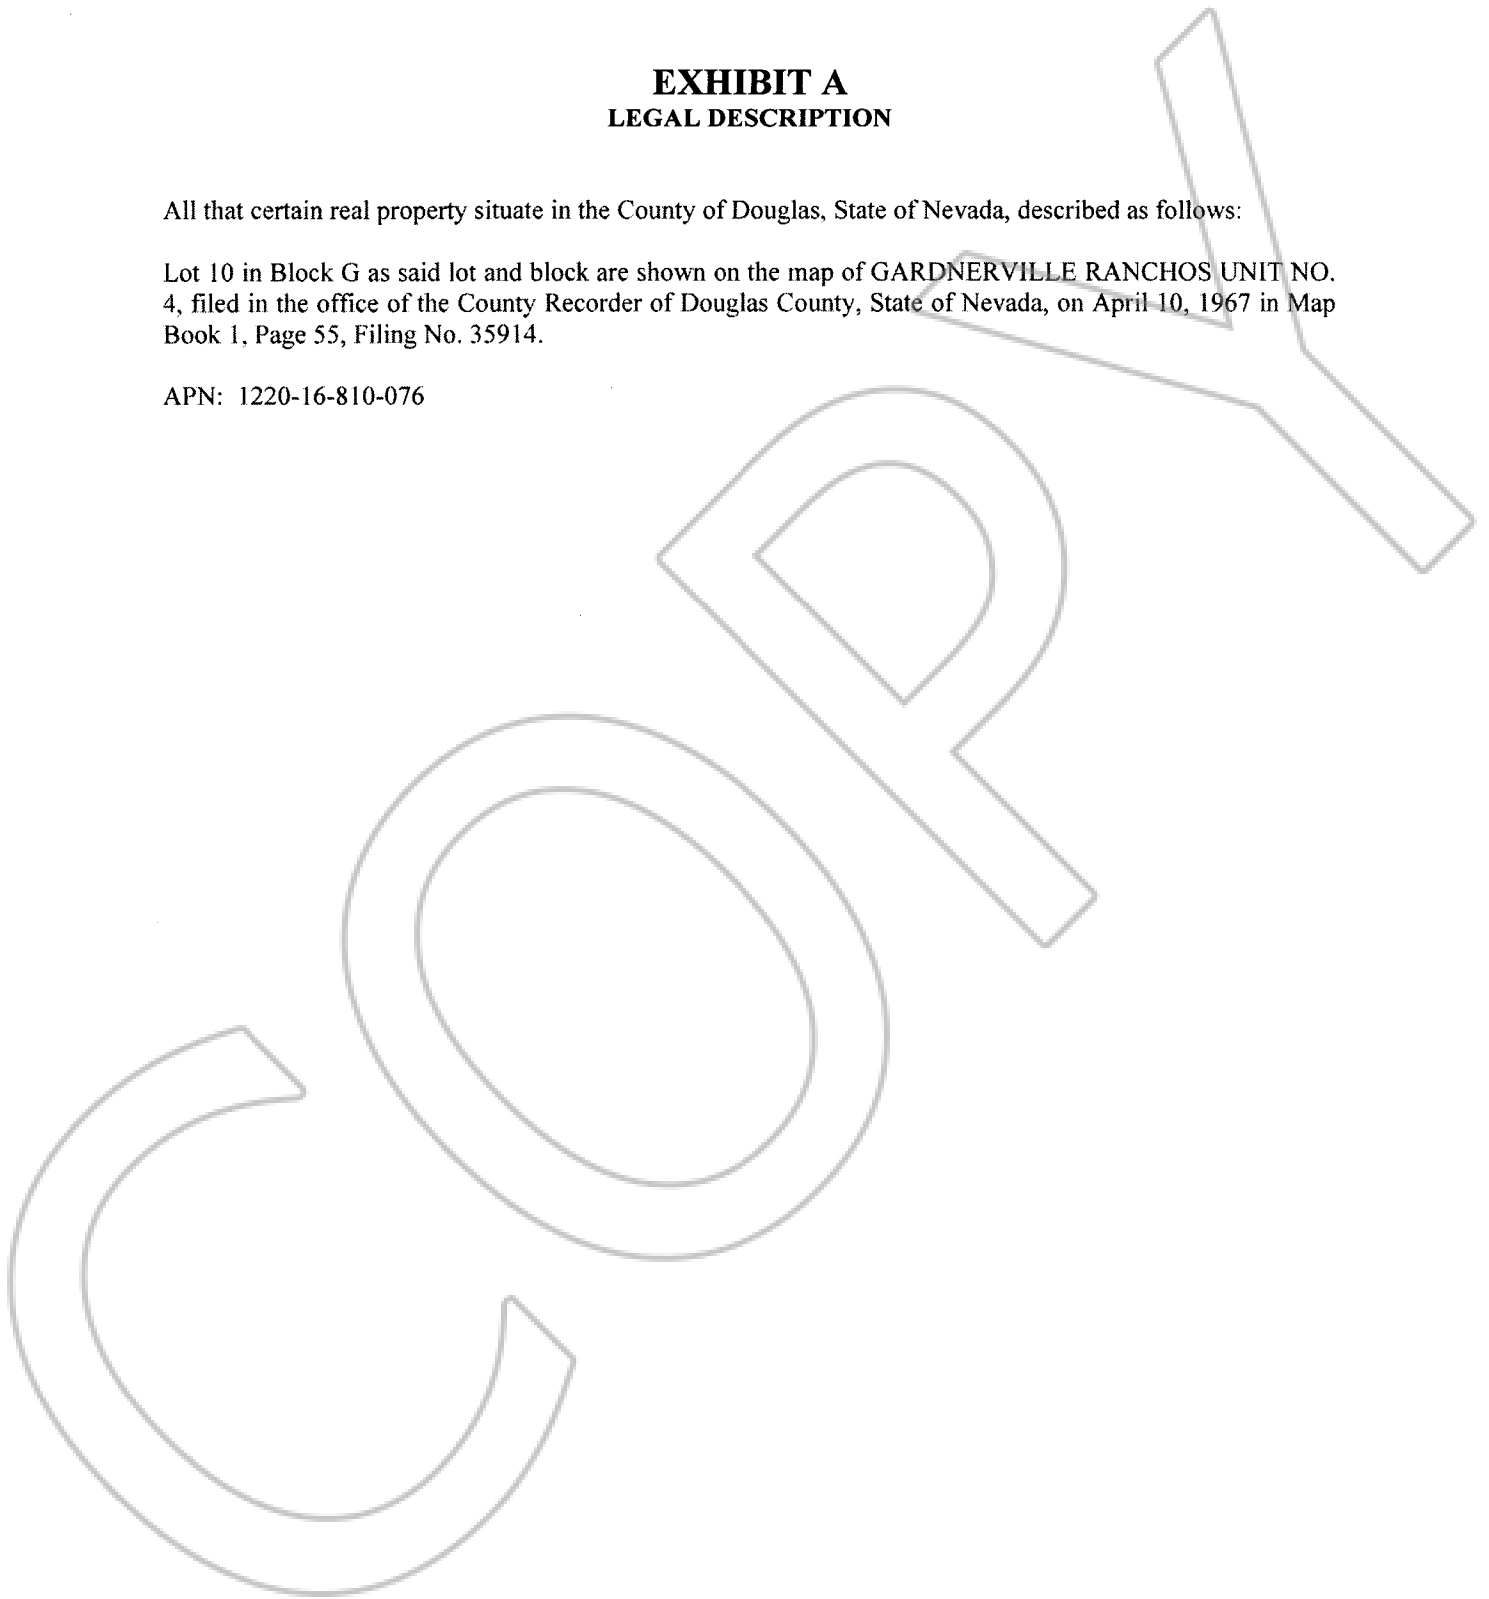 EXHIBIT A
LEGAL DESCRIPTION
All that certain real property situate in the County of Douglas, State of Nevada, described as follows:
Lot 10 in Block G as said lot and block are shown on the map of GARDNERVILLE RANCHOS UNIT NO.
4, filed in the office of the County Recorder of Douglas County, State of Nevada, on April 10, 1967 in Map
Book 1, Page 55, Filing No. 35914.
APN: 1220-16-810-076
COPY